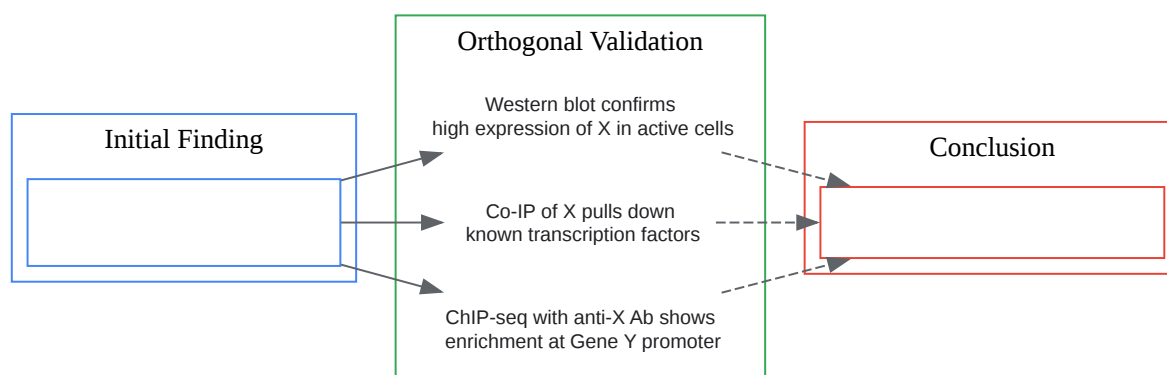 Initial Finding
Orthogonal Validation
Western blot confirms
high expression of X in active cells
Co-IP of X pulls down
known transcription factors
ChIP-seq with anti-X Ab shows
enrichment at Gene Y promoter
Conclusion